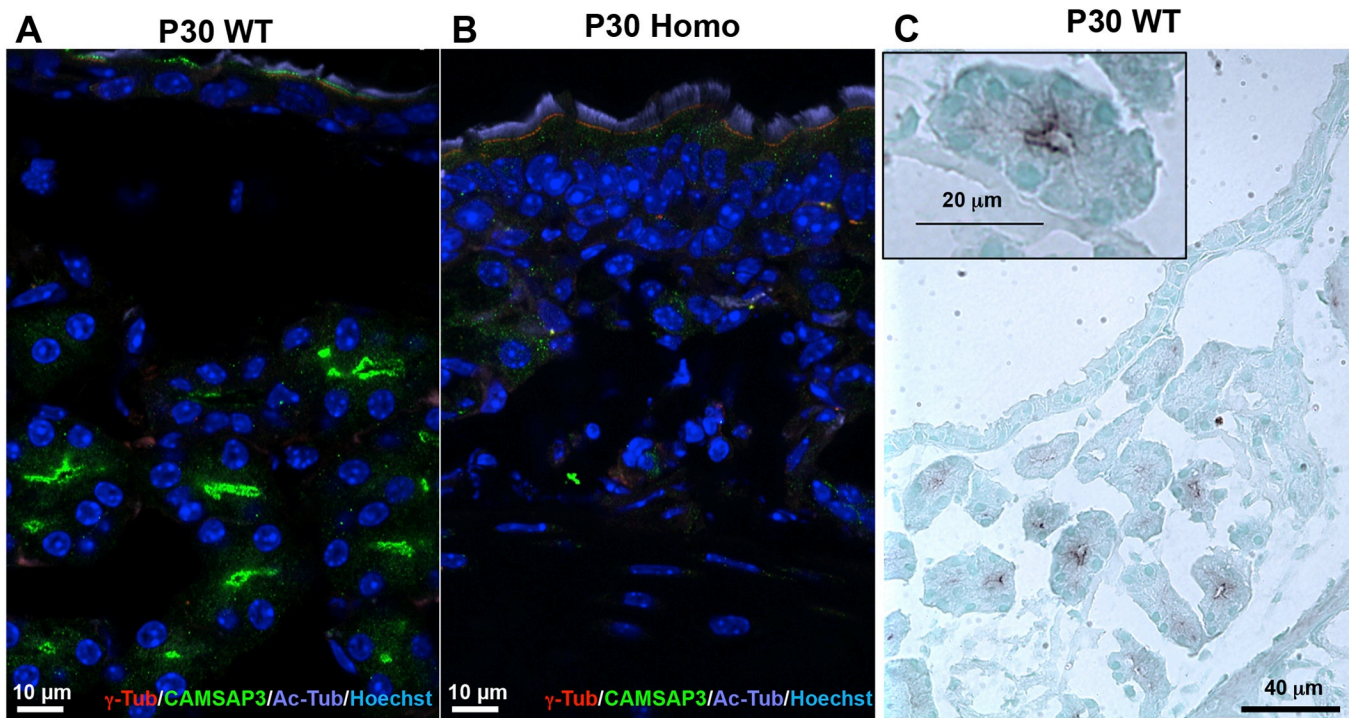 A
P30 WT
B
P30 Homo
C
P30 WT
20 μm
10 μm
γ-Tub/CAMSAP3/Ac-Tub/Hoechst
10 μm
γ-Tub/CAMSAP3/Ac-Tub/Hoechst
40 μm